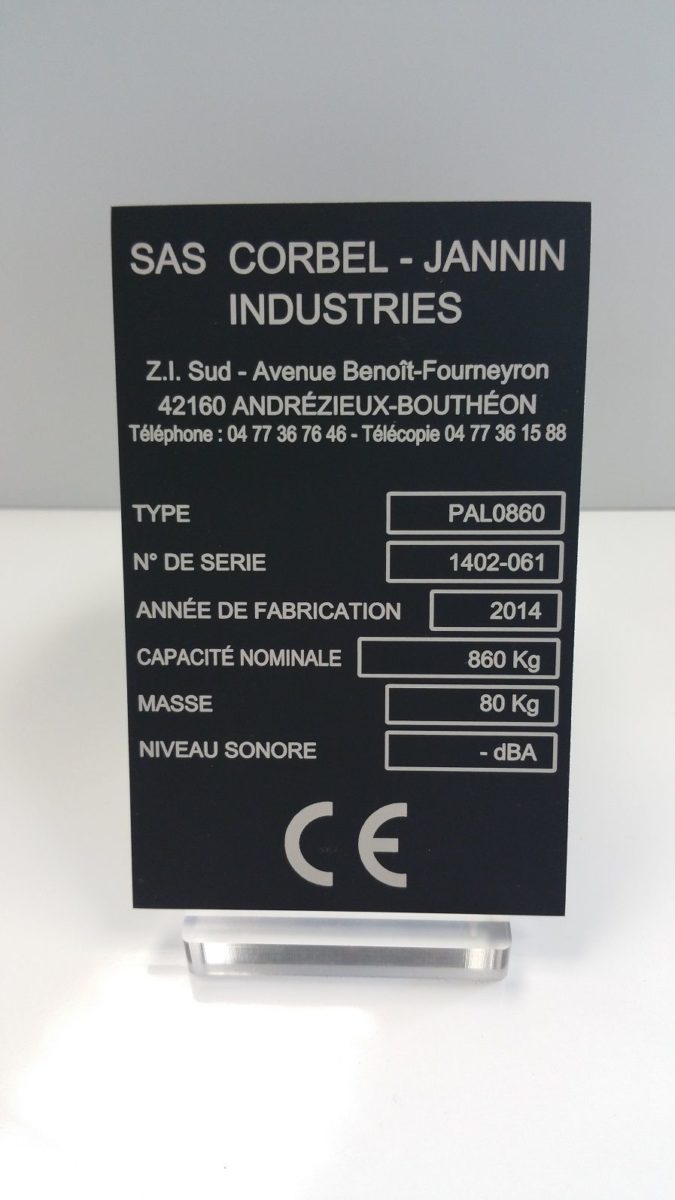 SAS CORBEL - JANNIN
INDUSTRIES
Z.I. Sud - Avenue Benoît-Fourneyron
42160 ANDRÉZIEUX-BOUTHÉON
Téléphone : 04 77 36 76 46 - Télécopie 04 77 36 15 88
TYPE PAL0860
N° DE SERIE 1402-061
ANNÉE DE FABRICATION 2014
CAPACITÉ NOMINALE 860 Kg
MASSE 80 Kg
NIVEAU SONORE - dBA
CE